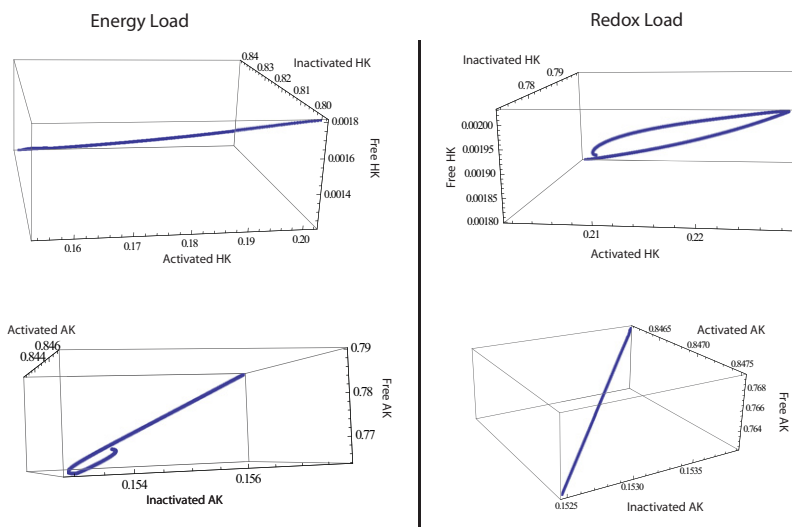 Energy Load
Redox Load
Inactivated HK
0.84
0.83
0.82
0.81
0.80
0.0018
0.0016
0.0014
Free HK
0.16
0.17
0.18
0.19
0.20
Activated HK
Inactivated HK
0.79
0.78
0.00200
0.00195
0.00190
0.00185
0.00180
Free HK
0.21
0.22
Activated HK
Activated AK
0.846
0.844
0.79
0.78
0.77
Free AK
0.154
0.156
Inactivated AK
0.8465
Activated AK
0.8470
0.8475
0.768
0.766
0.764
Free AK
0.1525
0.1530
0.1535
Inactivated AK